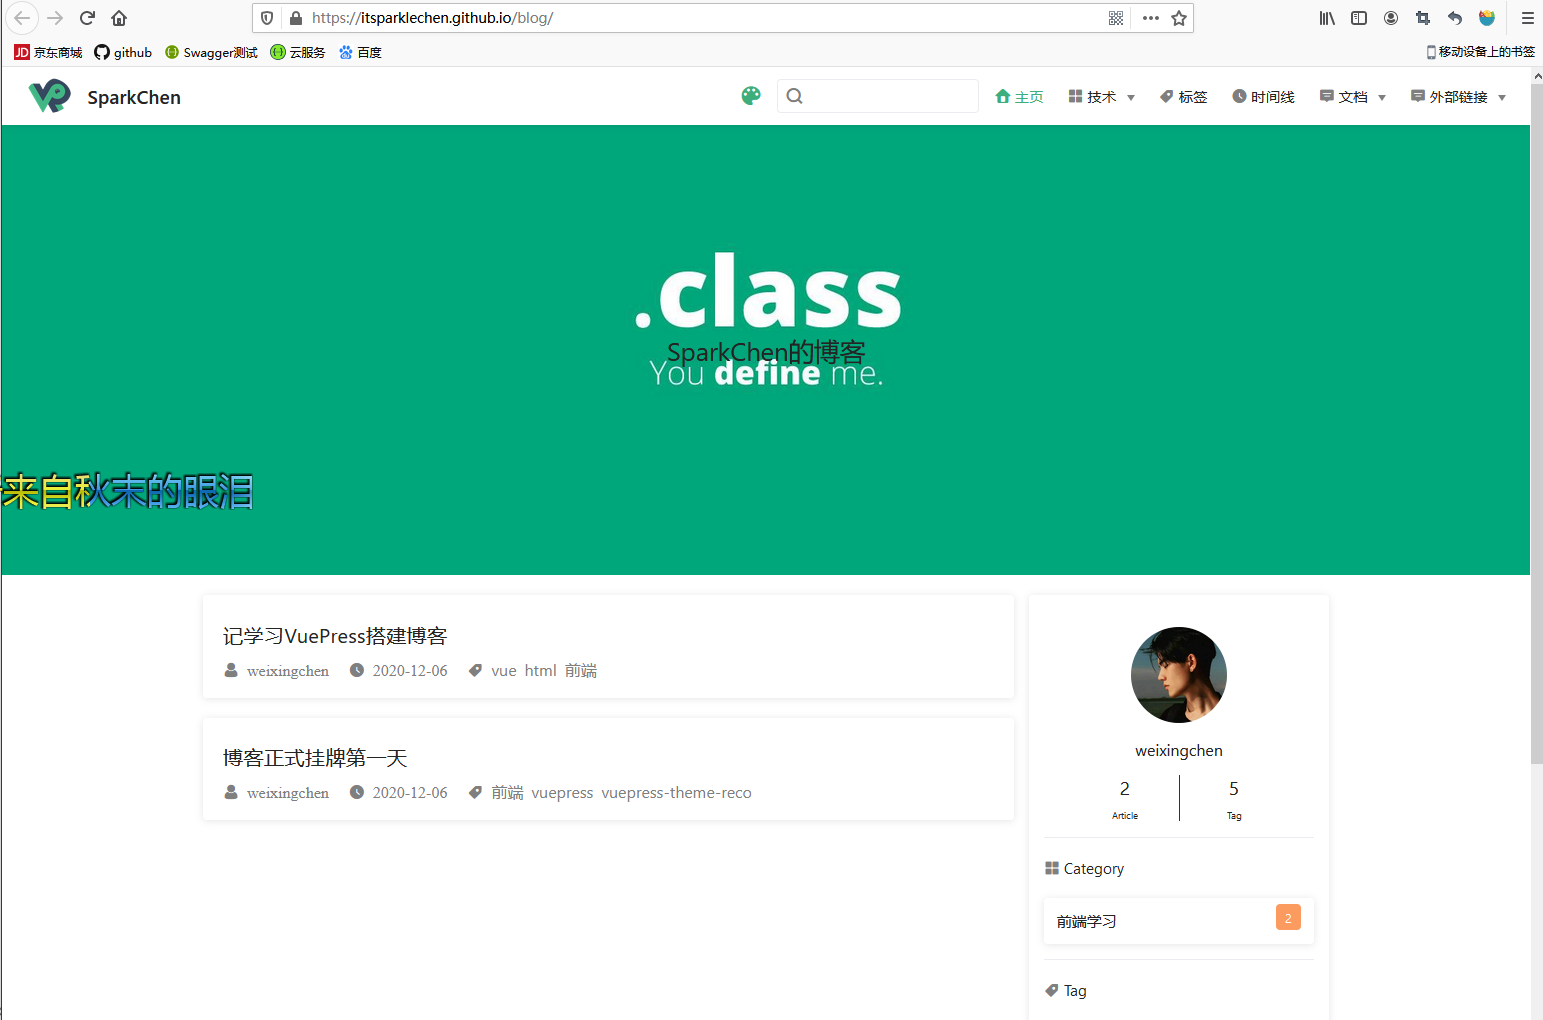 https://itsparklechen.github.io/blog/
京东商城 github Swagger测试 云服务 百度 移动设备上的书签
SparkChen 主页 技术 标签 时间线 文档 外部链接
.class
SparkChen的博客
You define me.
来自秋末的眼泪
记学习VuePress搭建博客
weixingchen 2020-12-06 vue html 前端
博客正式挂牌第一天
weixingchen 2020-12-06 前端 vuepress vuepress-theme-reco
weixingchen
2 5
Article Tag
Category
前端学习 2
Tag